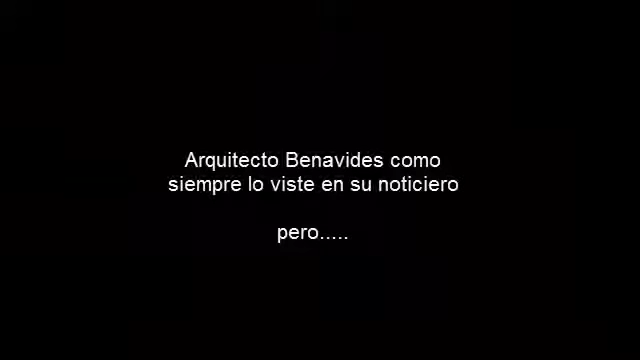 Arquitecto Benavides como
siempre lo viste en su noticiero
pero.....